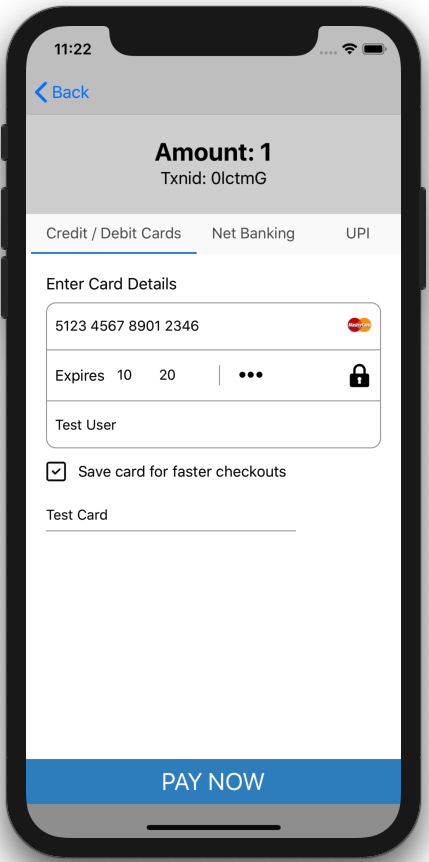 11:22
Back
Amount: 1
Txnid: 0lctmG
Credit / Debit Cards Net Banking UPI
Enter Card Details
5123 4567 8901 2346 MasterCard
Expires 10 20 •••
Test User
Save card for faster checkouts
Test Card
PAY NOW